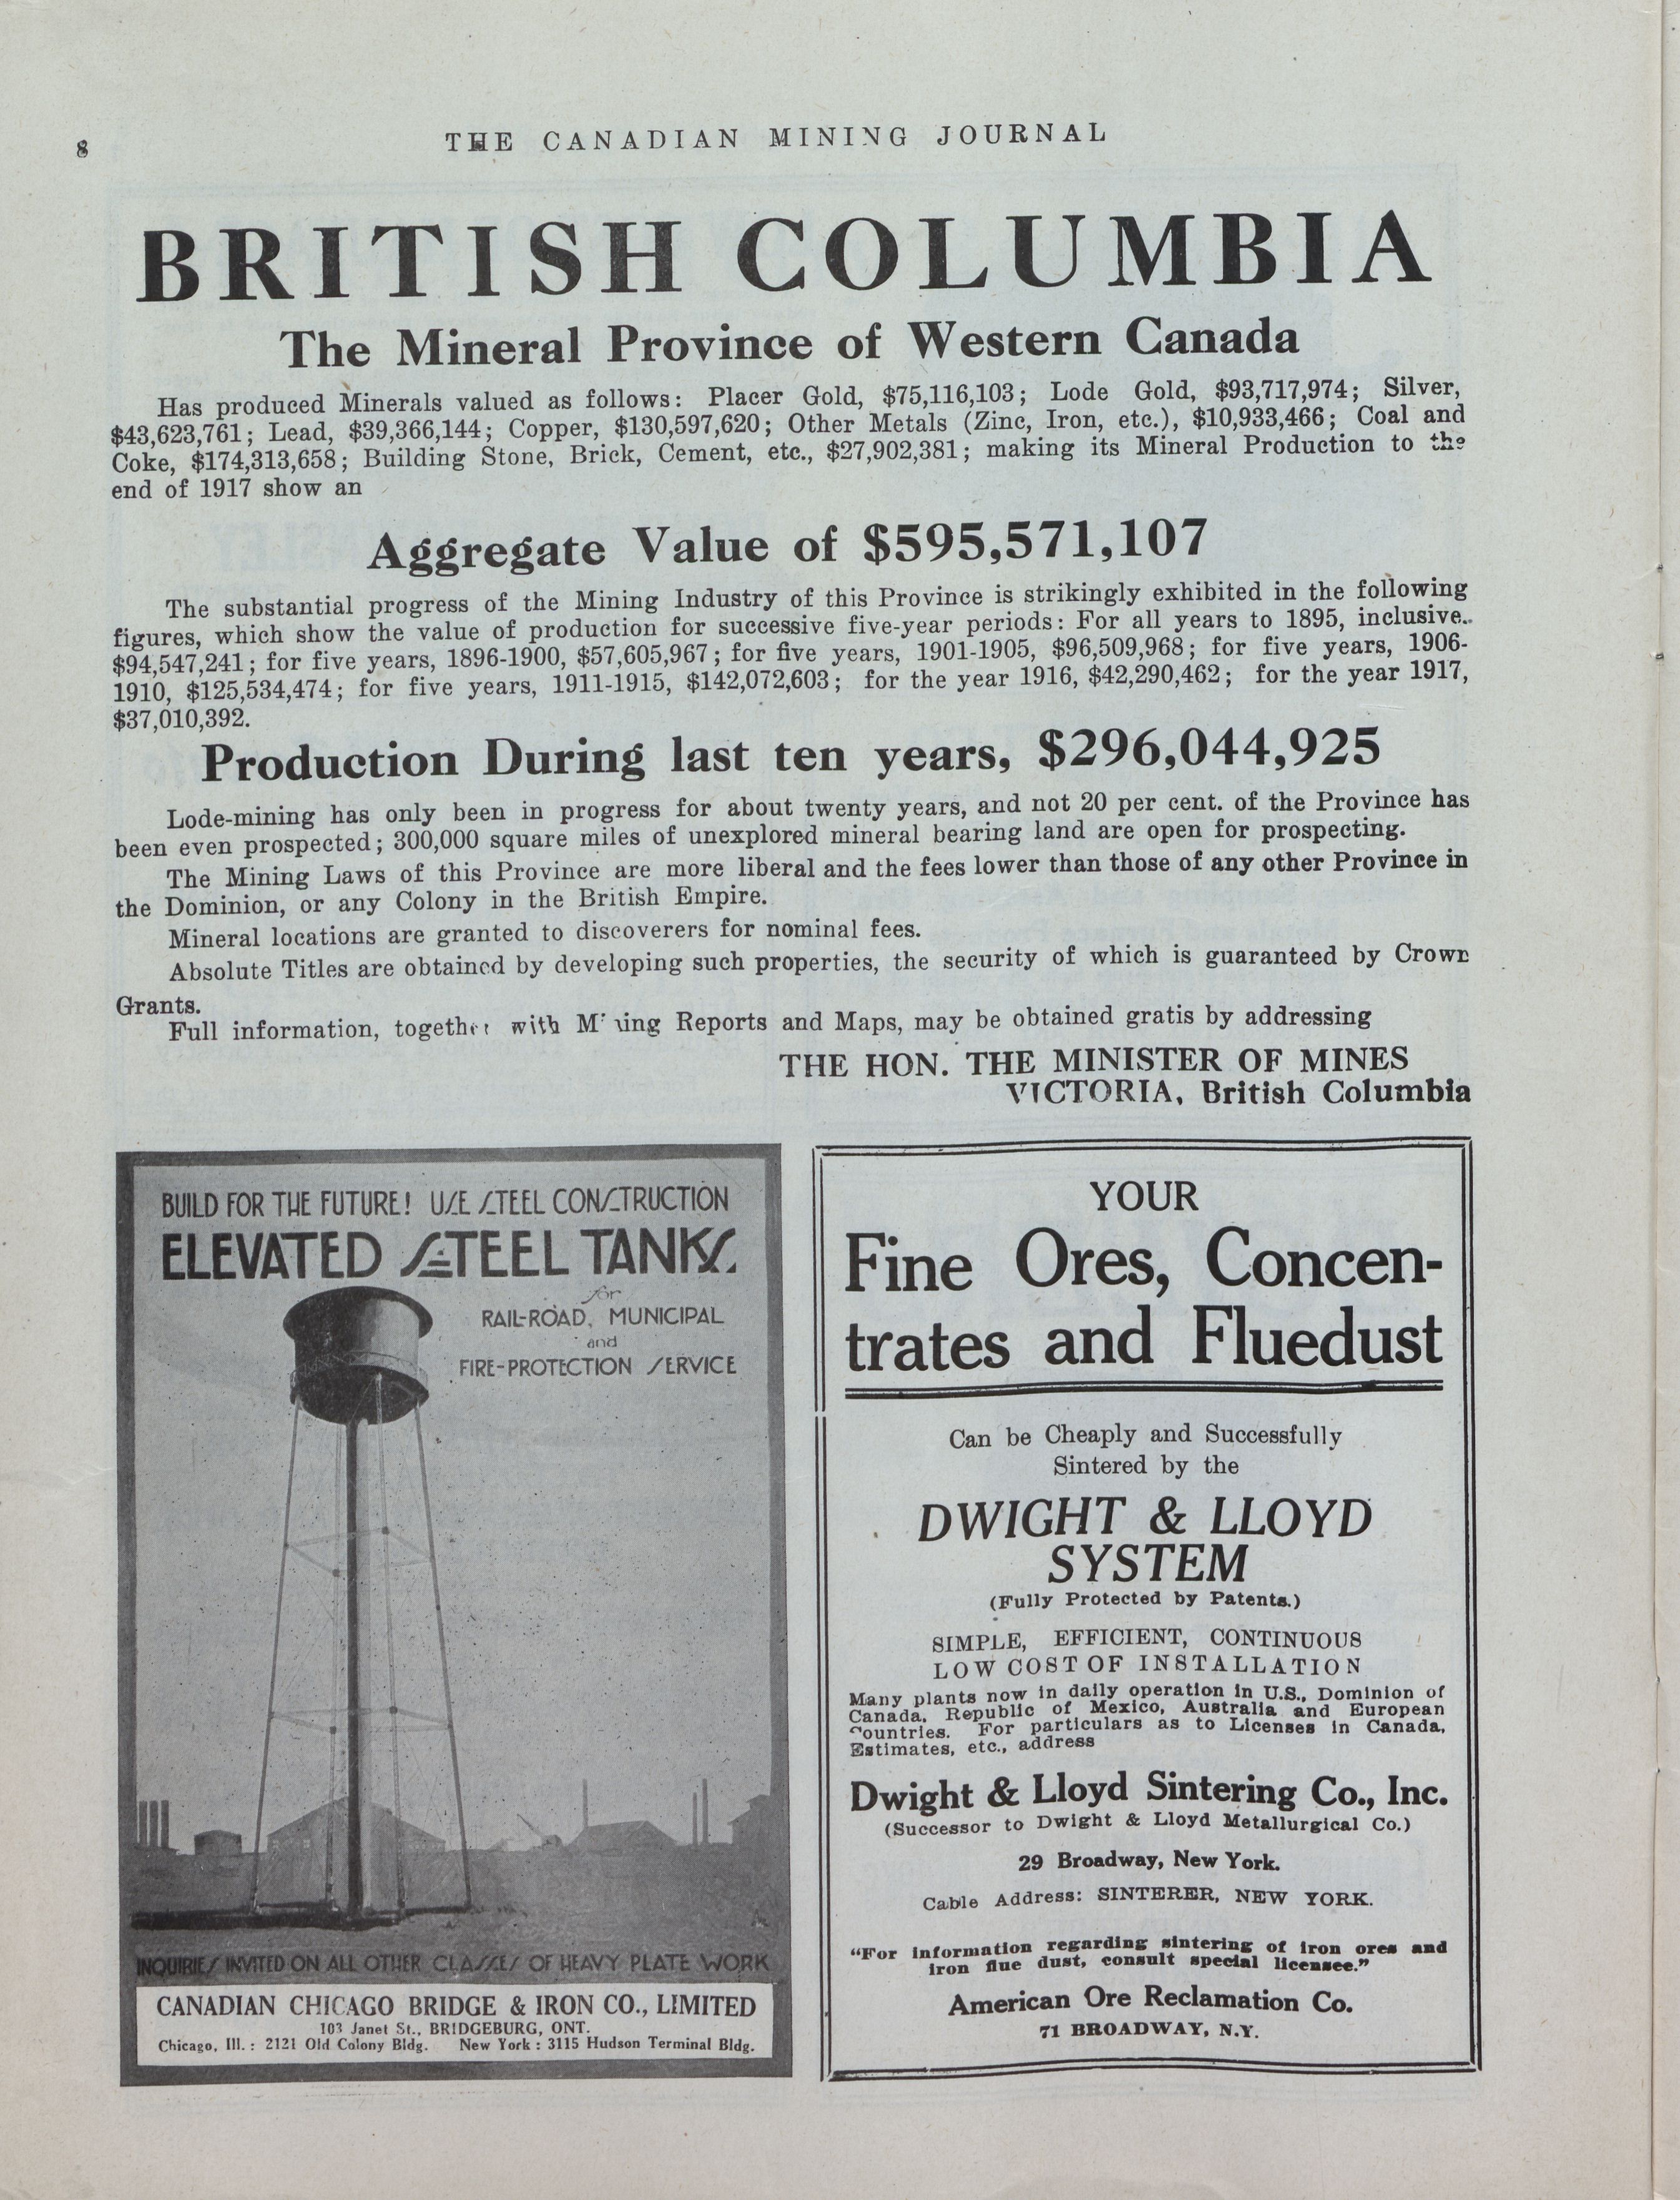 8
THE CANADIAN MINING JOURNAL
BRITISH COLUMBIA
The Mineral Province of Western Canada
Has produced Minerals valued as follows: Placer Gold, $75,116,103; Lode Gold, $93,717,974; Silver,
$43,623,761; Lead, $39,366,144; Copper, $130,597,620; Other Metals (Zinc, Iron, etc.), $10,933,466; Coal and
Coke, $174,313,658; Building Stone, Brick, Cement, etc., $27,902,381; making its Mineral Production to the
end of 1917 show an
Aggregate Value of $595,571,107
The substantial progress of the Mining Industry of this Province is strikingly exhibited in the following
figures, which show the value of production for successive five-year periods: For all years to 1895, inclusive.
$94,547,241; for five years, 1896-1900, $57,605,967; for five years, 1901-1905, $96,509,968; for five years, 1906-
1910, $125,534,474; for five years, 1911-1915, $142,072,603; for the year 1916, $42,290,462; for the year 1917,
$37,010,392.
Production During last ten years, $296,044,925
Lode-mining has only been in progress for about twenty years, and not 20 per cent. of the Province has
been even prospected; 300,000 square miles of unexplored mineral bearing land are open for prospecting.
The Mining Laws of this Province are more liberal and the fees lower than those of any other Province in
the Dominion, or any Colony in the British Empire.
Mineral locations are granted to discoverers for nominal fees.
Absolute Titles are obtained by developing such properties, the security of which is guaranteed by Crown
Grants.
Full information, together with Mining Reports and Maps, may be obtained gratis by addressing
THE HON. THE MINISTER OF MINES
VICTORIA, British Columbia
BUILD FOR THE FUTURE! USE STEEL CONSTRUCTION
ELEVATED STEEL TANKS.
for
RAIL-ROAD, MUNICIPAL
and
FIRE-PROTECTION SERVICE
INQUIRIES INVITED ON ALL OTHER CLASSES OF HEAVY PLATE WORK
CANADIAN CHICAGO BRIDGE & IRON CO., LIMITED
103 Janet St., BRIDGEBURG, ONT.
Chicago, Ill.: 2121 Old Colony Bldg. New York: 3115 Hudson Terminal Bldg.
YOUR
Fine Ores, Concen-
trates and Fluedust
Can be Cheaply and Successfully
Sintered by the
DWIGHT & LLOYD
SYSTEM
(Fully Protected by Patents.)
SIMPLE, EFFICIENT, CONTINUOUS
LOW COST OF INSTALLATION
Many plants now in daily operation in U.S., Dominion of
Canada, Republic of Mexico, Australia and European
Countries. For particulars as to Licenses in Canada,
Estimates, etc., address
Dwight & Lloyd Sintering Co., Inc.
(Successor to Dwight & Lloyd Metallurgical Co.)
29 Broadway, New York.
Cable Address: SINTERER, NEW YORK.
"For information regarding sintering of iron ores and
iron flue dust, consult special licensee."
American Ore Reclamation Co.
71 BROADWAY, N.Y.